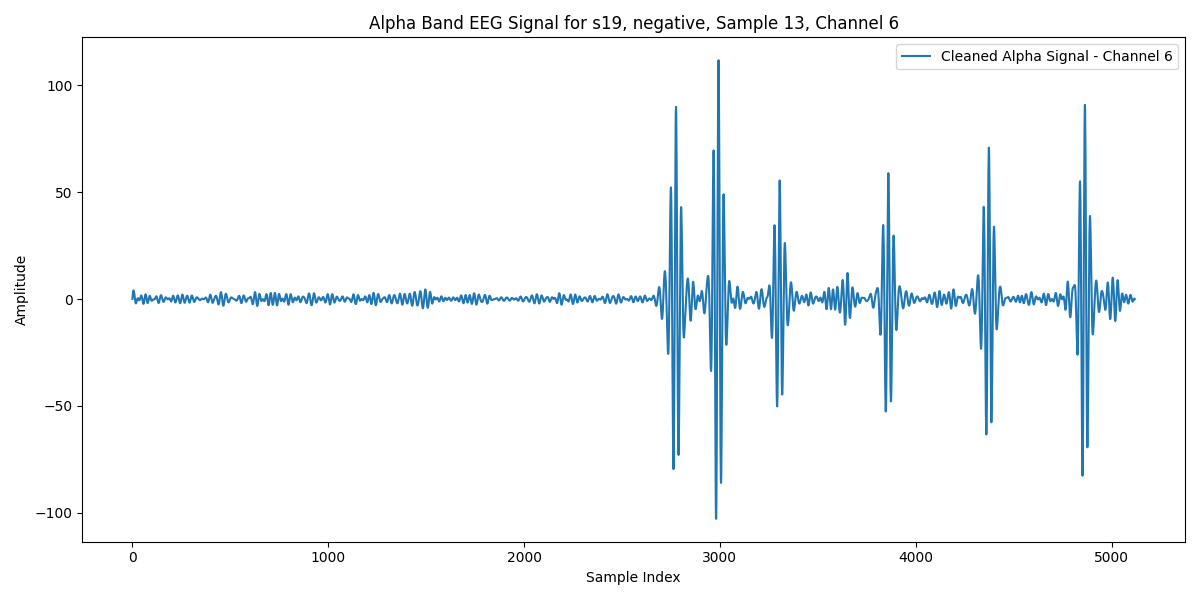 Alpha Band EEG Signal for s19, negative, Sample 13, Channel 6
Cleaned Alpha Signal - Channel 6
Amplitude
100
50
0
−50
−100
0 1000 2000 3000 4000 5000
Sample Index